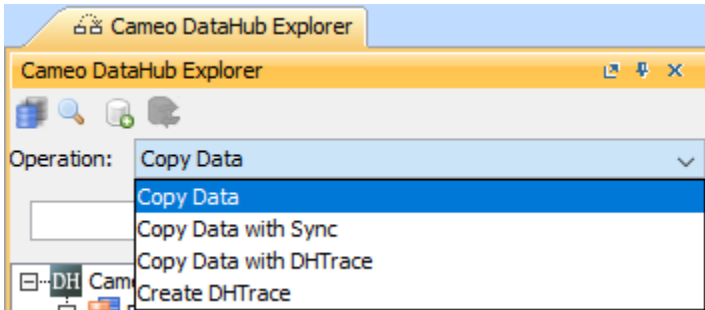 Cameo DataHub Explorer
Cameo DataHub Explorer
Operation: Copy Data
Copy Data
Copy Data with Sync
Copy Data with DHTrace
DH
Create DHTrace